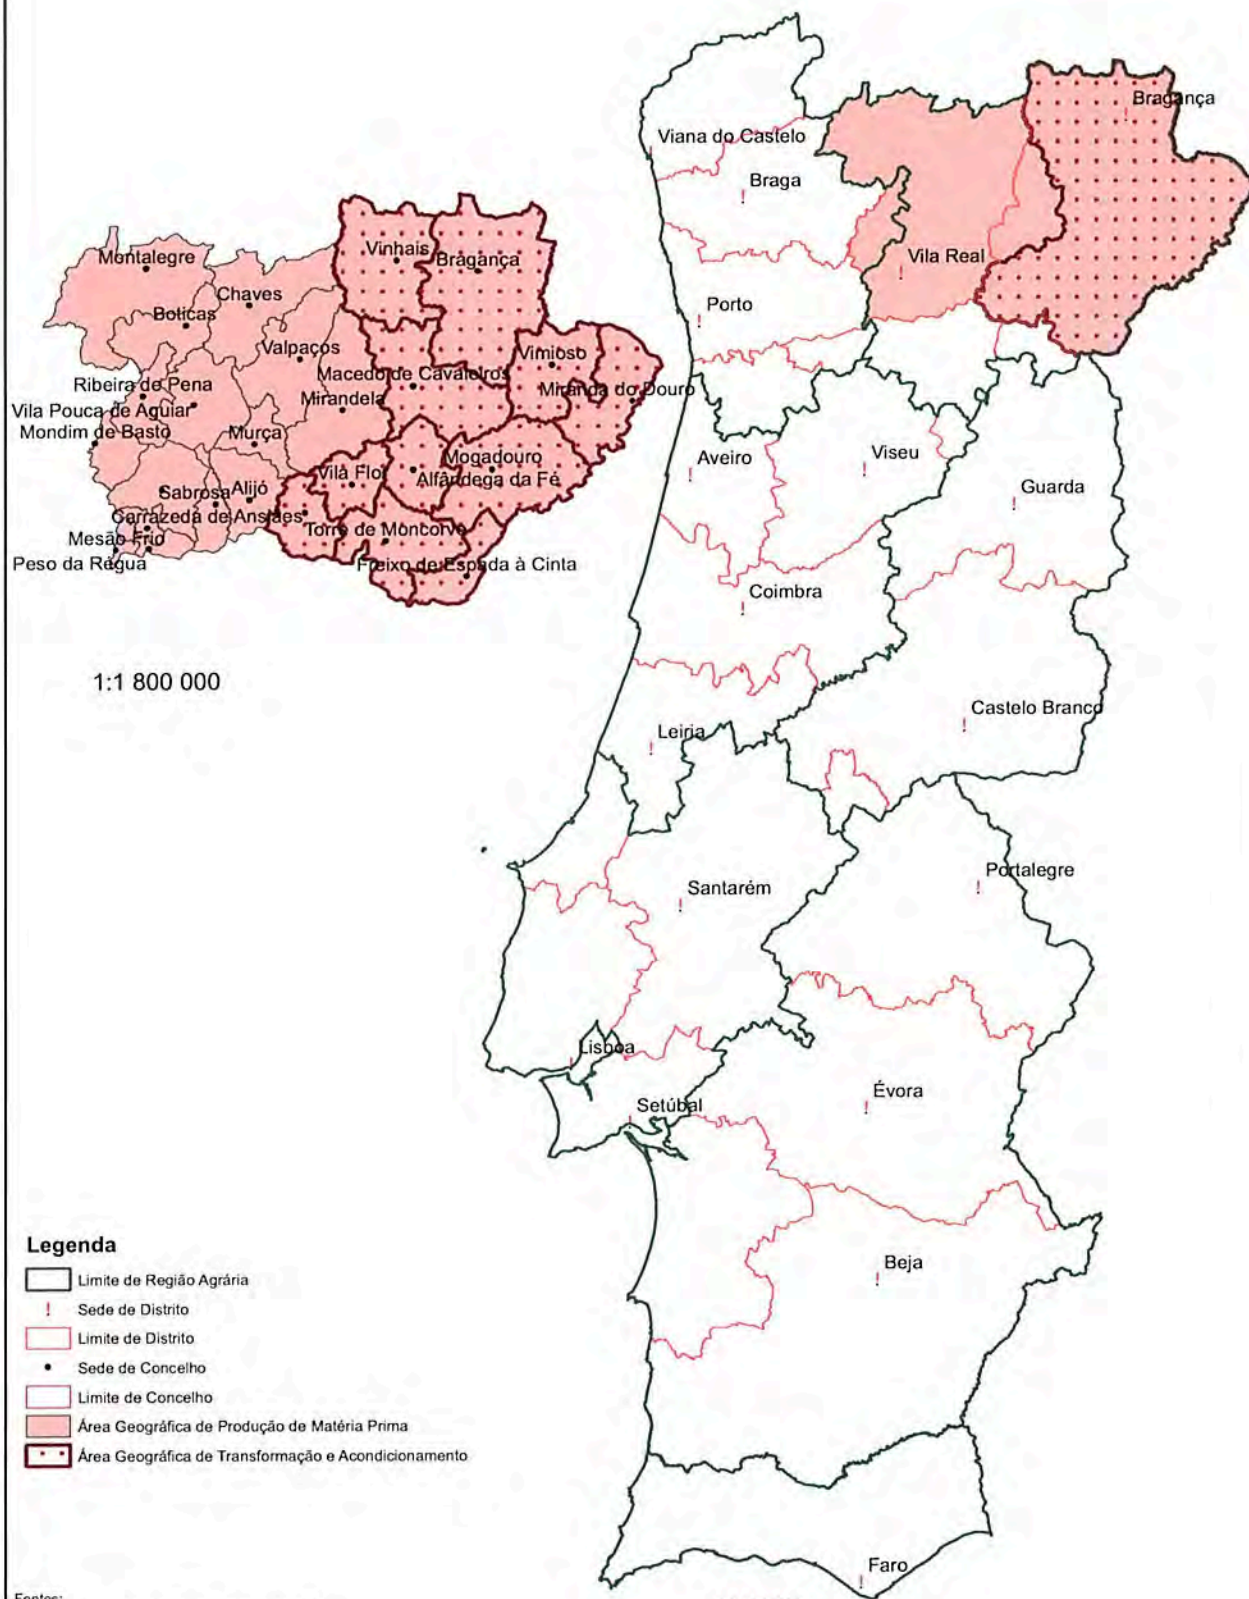 Bragança
Viana do Castelo
Braga
Vila Real
Porto
Aveiro
Viseu
Guarda
Coimbra
Castelo Branco
Leiria
Santarém
Portalegre
Lisboa
Setúbal
Évora
Beja
Faro
Montalegre
Vinhais
Bragança
Chaves
Boticas
Valpaços
Vimioso
Macedo de Cavaleiros
Miranda do Douro
Ribeira de Pena
Mirandela
Vila Pouca de Aguiar
Mondim de Basto
Murça
Mogadouro
Vila Flo
Alfândega da Fé
Sabrosa
Alijó
Carrazeda de Ansiães
Torre de Moncorvo
Mesão Frio
Peso da Régua
Freixo de Espada à Cinta
1:1 800 000
Legenda
Limite de Região Agrária
! Sede de Distrito
Limite de Distrito
Sede de Concelho
Limite de Concelho
Área Geográfica de Produção de Matéria Prima
Área Geográfica de Transformação e Acondicionamento
Fontes: